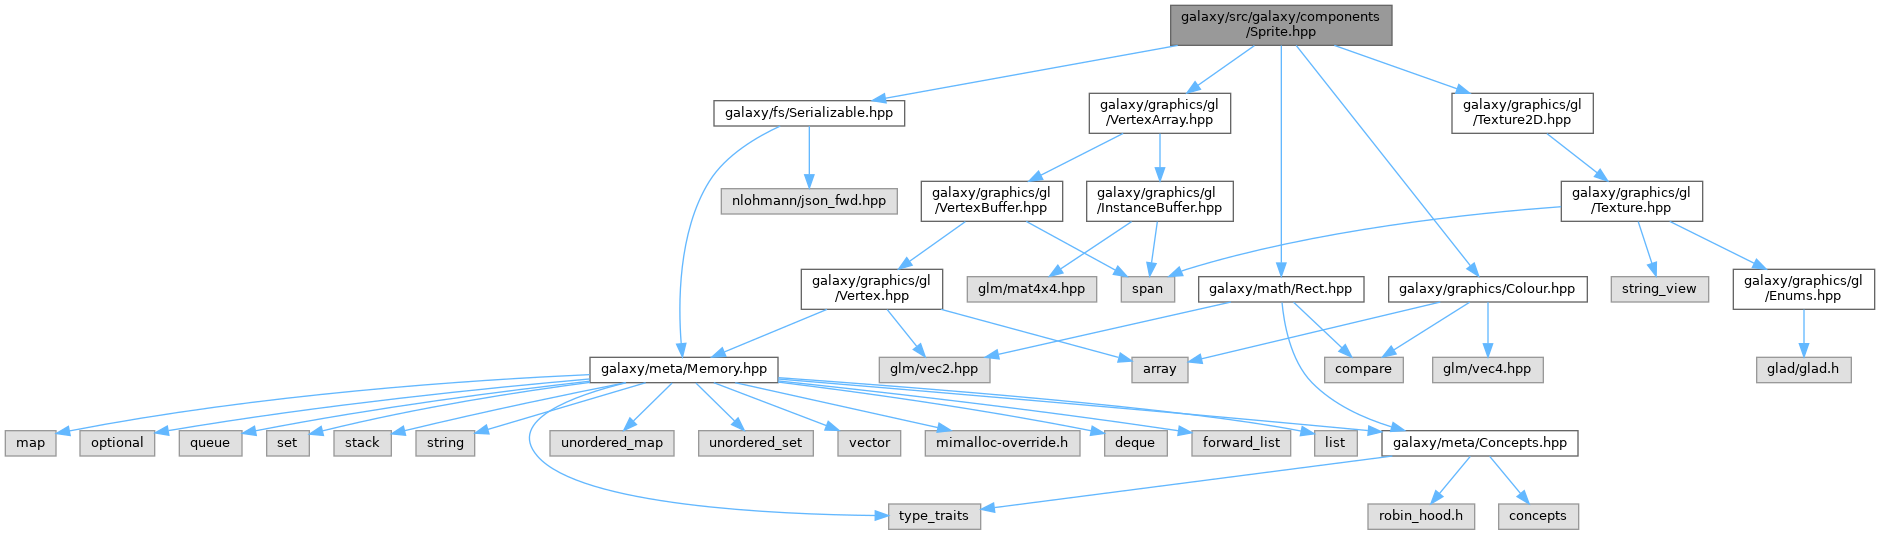 galaxy/src/galaxy/components
/Sprite.hpp
galaxy/fs/Serializable.hpp
galaxy/graphics/gl
/VertexArray.hpp
galaxy/graphics/gl
/Texture2D.hpp
nlohmann/json_fwd.hpp
galaxy/graphics/gl
/VertexBuffer.hpp
galaxy/graphics/gl
/InstanceBuffer.hpp
galaxy/graphics/gl
/Texture.hpp
galaxy/graphics/gl
/Vertex.hpp
glm/mat4x4.hpp
span
galaxy/math/Rect.hpp
galaxy/graphics/Colour.hpp
string_view
galaxy/graphics/gl
/Enums.hpp
galaxy/meta/Memory.hpp
glm/vec2.hpp
array
compare
glm/vec4.hpp
glad/glad.h
map
optional
queue
set
stack
string
unordered_map
unordered_set
vector
mimalloc-override.h
deque
forward_list
list
galaxy/meta/Concepts.hpp
type_traits
robin_hood.h
concepts